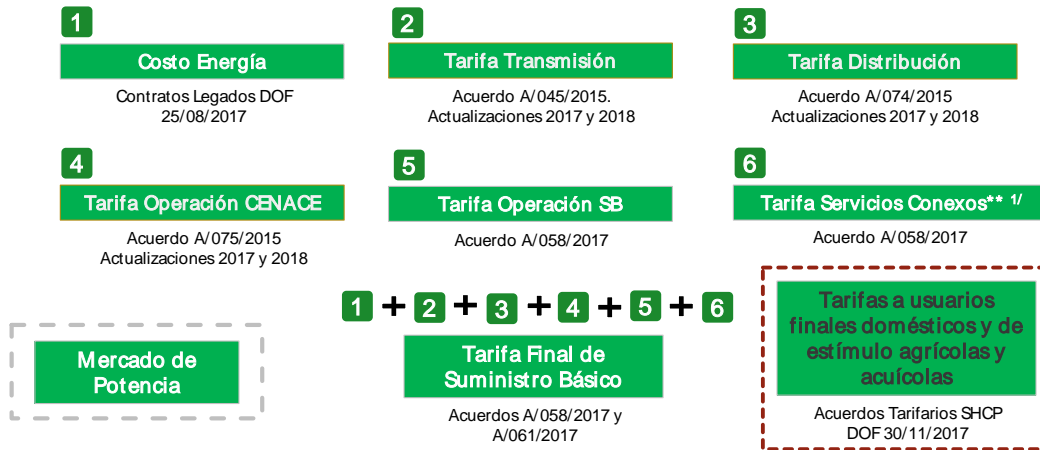 1
Costo Energía
Contratos Legados DOF
25/08/2017
2
Tarifa Transmisión
Acuerdo A/045/2015.
Actualizaciones 2017 y 2018
3
Tarifa Distribución
Acuerdo A/074/2015
Actualizaciones 2017 y 2018
4
Tarifa Operación CENACE
Acuerdo A/075/2015
Actualizaciones 2017 y 2018
5
Tarifa Operación SB
Acuerdo A/058/2017
6
Tarifa Servicios Conexos** 1/
Acuerdo A/058/2017
1 + 2 + 3 + 4 + 5 + 6
Mercado de
Potencia
Tarifa Final de
Suministro Básico
Acuerdos A/058/2017 y
A/061/2017
Tarifas a usuarios
finales domésticos y de
estímulo agrícolas y
acuícolas
Acuerdos Tarifarios SHCP
DOF 30/11/2017